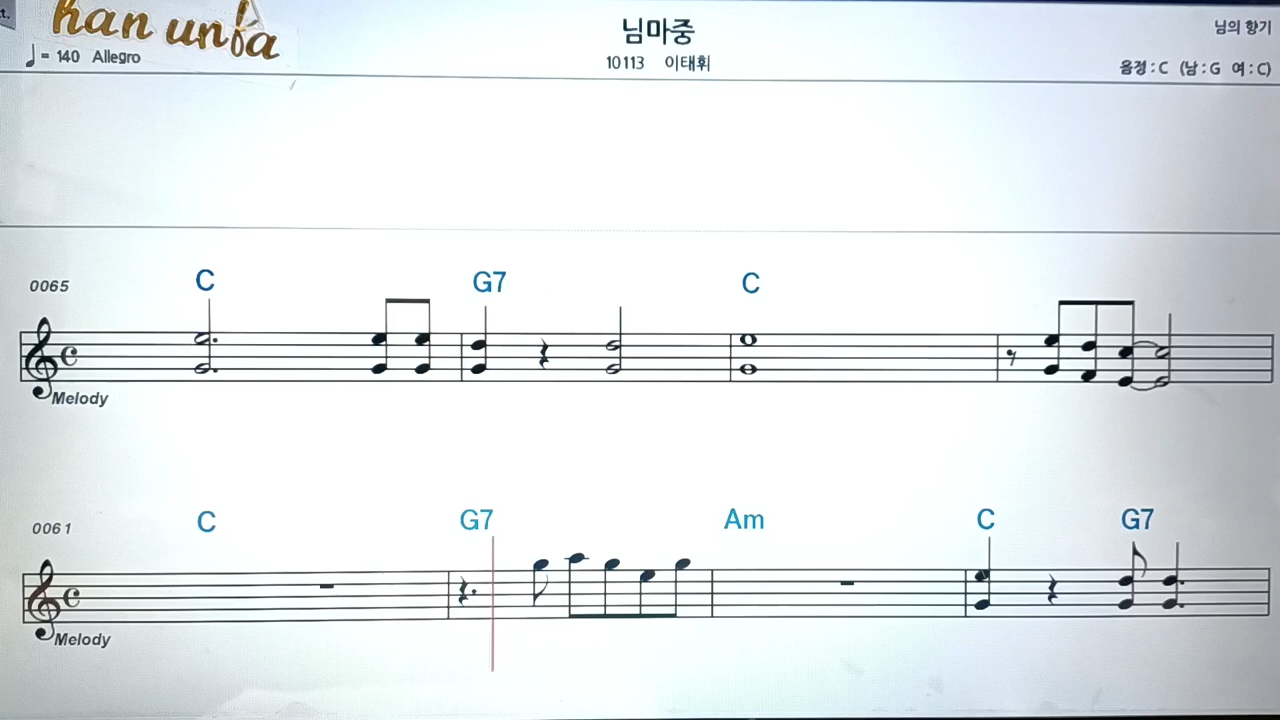 t.
han unba
♩= 140 Allegro
님마중
10113 이태휘
님의 향기
음정 : C (남 : G 여 : C)
0065
C
G7
C
Melody
0061
C
G7
Am
C
G7
Melody